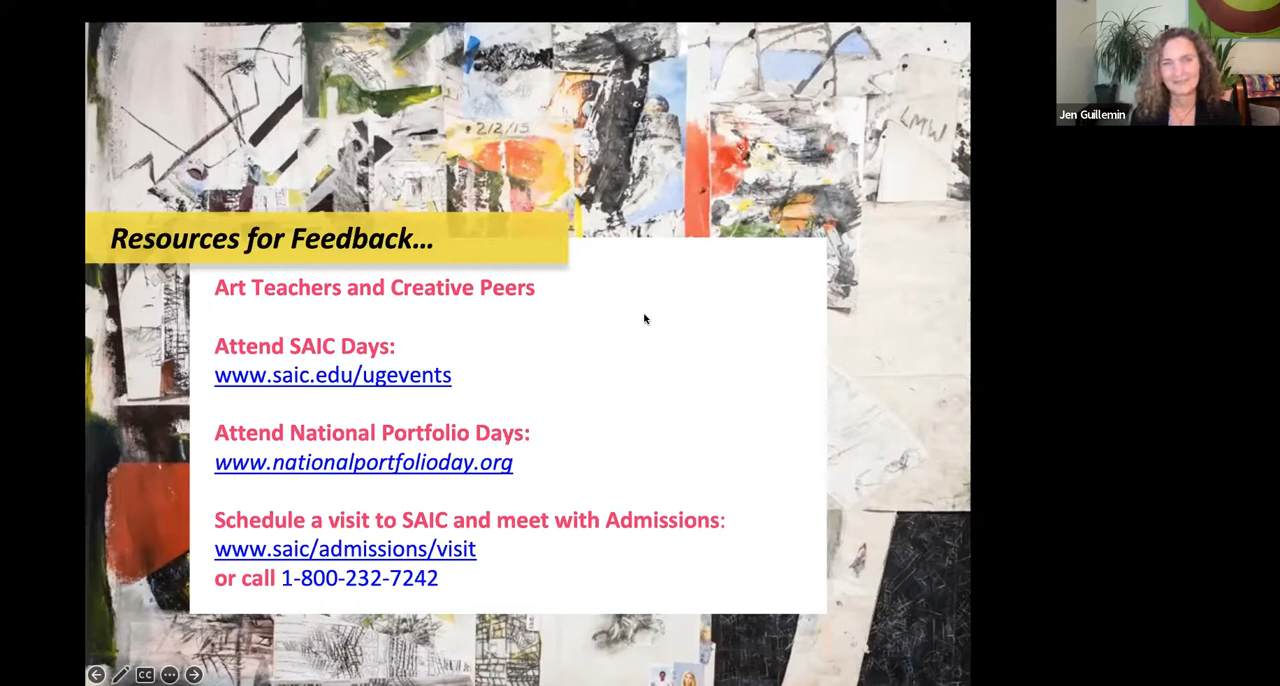 2/2/15
LMW
Jen Guillemin
Resources for Feedback...
Art Teachers and Creative Peers
Attend SAIC Days:
www.saic.edu/ugevents
Attend National Portfolio Days:
www.nationalportfolioday.org
Schedule a visit to SAIC and meet with Admissions:
www.saic/admissions/visit
or call 1-800-232-7242
CC